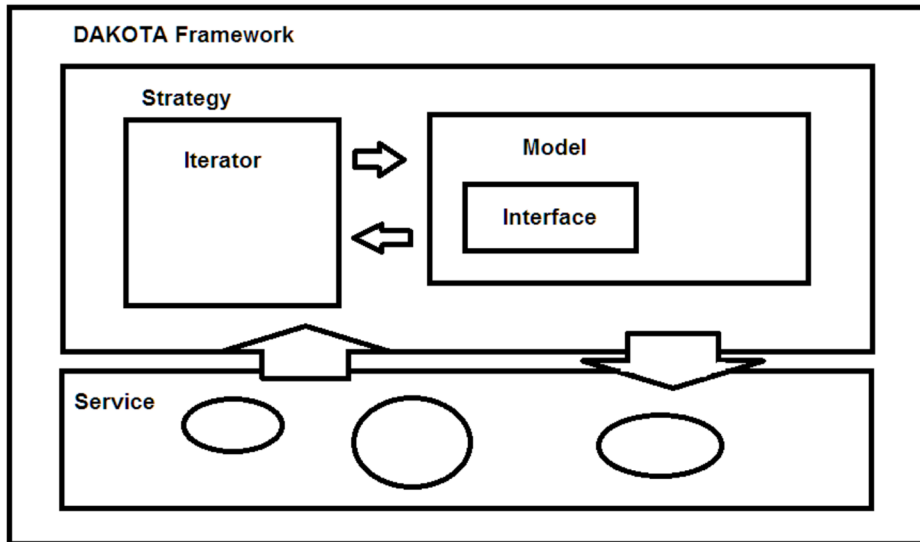 DAKOTA Framework
Strategy
Iterator
Model
Interface
Service